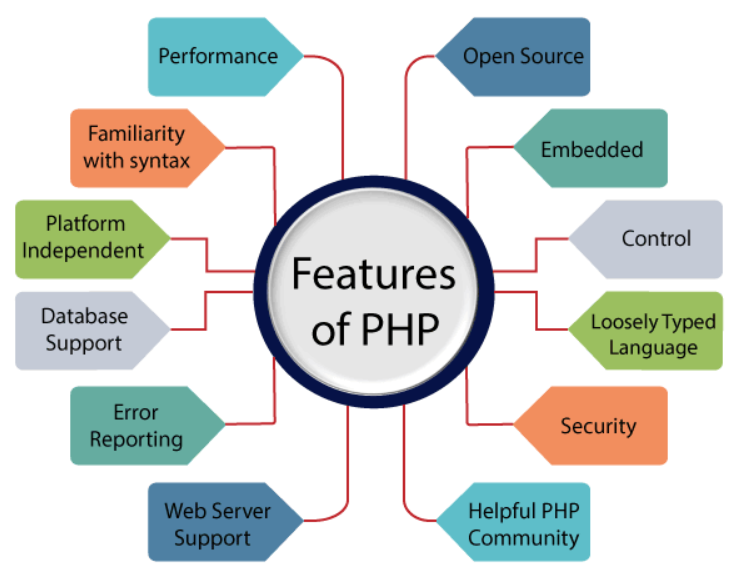 Performance
Open Source
Familiarity
with syntax
Embedded
Platform
Independent
Control
Features
of PHP
Database
Support
Loosely Typed
Language
Error
Reporting
Security
Web Server
Support
Helpful PHP
Community